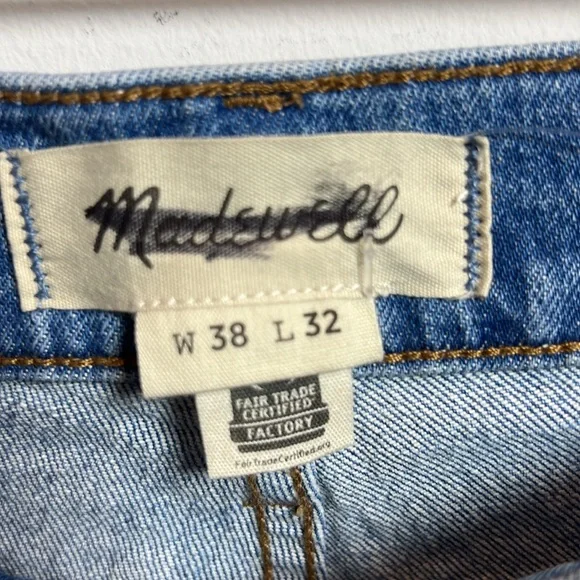 Madewell
W 38 L 32
FAIR TRADE
CERTIFIED
FACTORY
FairTradeCertified.org